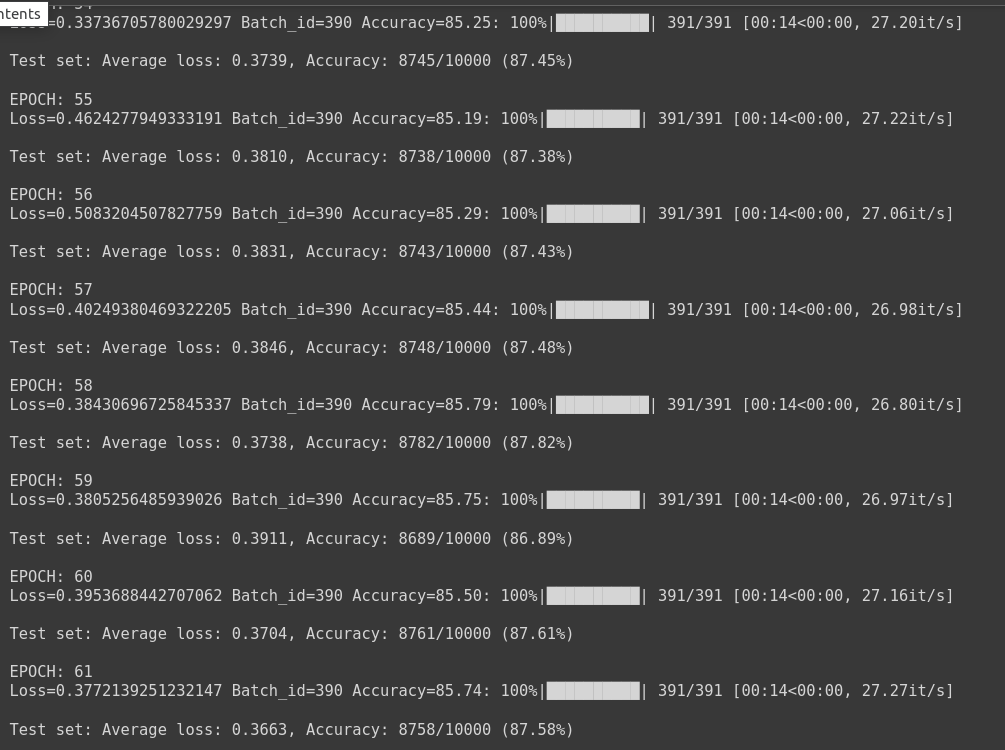 ntents
Loss=0.33736705780029297 Batch_id=390 Accuracy=85.25: 100%|██████████| 391/391 [00:14<00:00, 27.20it/s]
Test set: Average loss: 0.3739, Accuracy: 8745/10000 (87.45%)
EPOCH: 55
Loss=0.4624277949333191 Batch_id=390 Accuracy=85.19: 100%|██████████| 391/391 [00:14<00:00, 27.22it/s]
Test set: Average loss: 0.3810, Accuracy: 8738/10000 (87.38%)
EPOCH: 56
Loss=0.5083204507827759 Batch_id=390 Accuracy=85.29: 100%|██████████| 391/391 [00:14<00:00, 27.06it/s]
Test set: Average loss: 0.3831, Accuracy: 8743/10000 (87.43%)
EPOCH: 57
Loss=0.40249380469322205 Batch_id=390 Accuracy=85.44: 100%|██████████| 391/391 [00:14<00:00, 26.98it/s]
Test set: Average loss: 0.3846, Accuracy: 8748/10000 (87.48%)
EPOCH: 58
Loss=0.38430696725845337 Batch_id=390 Accuracy=85.79: 100%|██████████| 391/391 [00:14<00:00, 26.80it/s]
Test set: Average loss: 0.3738, Accuracy: 8782/10000 (87.82%)
EPOCH: 59
Loss=0.3805256485939026 Batch_id=390 Accuracy=85.75: 100%|██████████| 391/391 [00:14<00:00, 26.97it/s]
Test set: Average loss: 0.3911, Accuracy: 8689/10000 (86.89%)
EPOCH: 60
Loss=0.3953688442707062 Batch_id=390 Accuracy=85.50: 100%|██████████| 391/391 [00:14<00:00, 27.16it/s]
Test set: Average loss: 0.3704, Accuracy: 8761/10000 (87.61%)
EPOCH: 61
Loss=0.3772139251232147 Batch_id=390 Accuracy=85.74: 100%|██████████| 391/391 [00:14<00:00, 27.27it/s]
Test set: Average loss: 0.3663, Accuracy: 8758/10000 (87.58%)